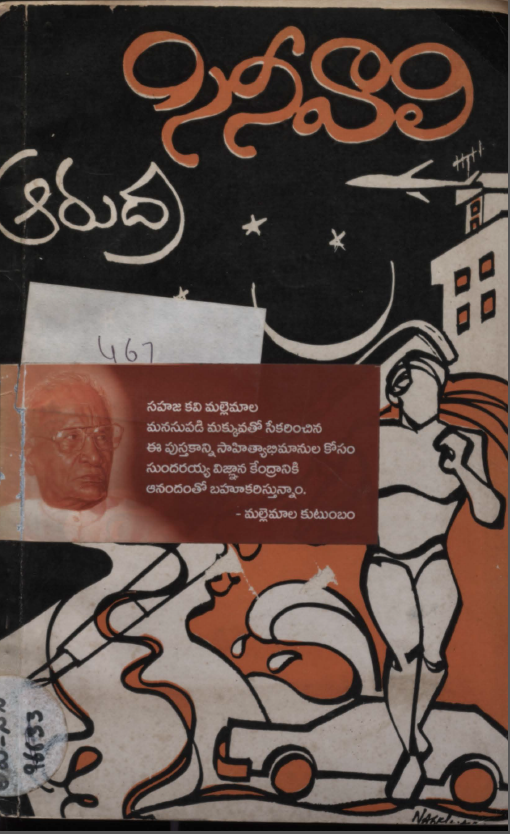 సినీవాలి
ఆరుద్ర
467
సహజ కవి మల్లెమాల
మనసుపడి మక్కువతో సేకరించిన
ఈ పుస్తకాన్ని సాహిత్యాభిమానుల కోసం
సుందరయ్య విజ్ఞాన కేంద్రానికి
ఆనందంతో బహూకరిస్తున్నాం.
- మల్లెమాల కుటుంబం